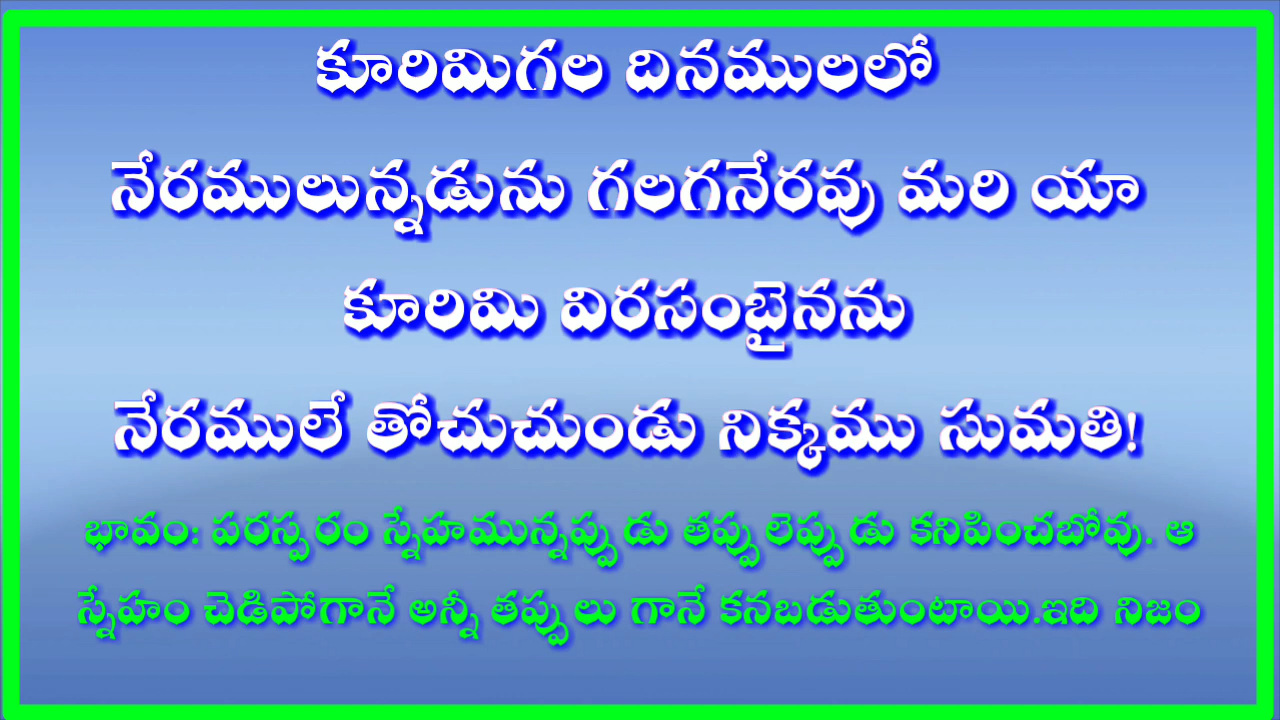 కూరిమిగల దినములలో
నేరములున్నడును గలగనేరవు మరి యా
కూరిమి విరసంబైనను
నేరములే తోచుచుండు నిక్కము సుమతి!
భావం: పరస్పరం స్నేహమున్నప్పుడు తప్పులెప్పుడు కనిపించబోవు. ఆ
స్నేహం చెడిపోగానే అన్నీ తప్పులు గానే కనబడుతుంటాయి.ఇది నిజం